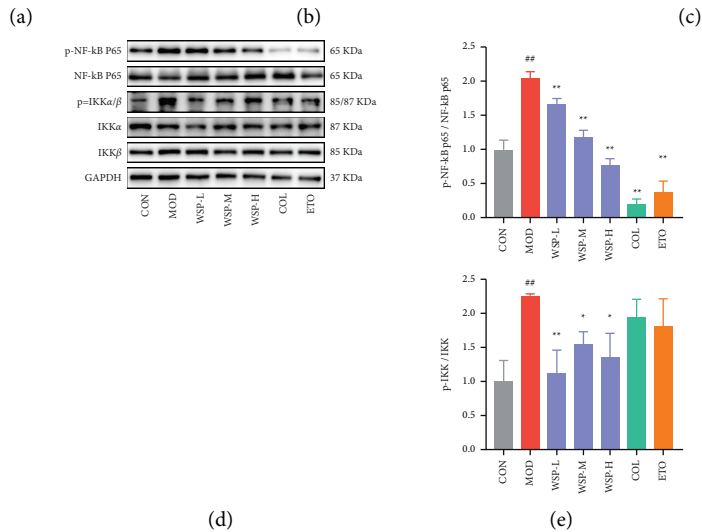 (a)
(b)
(c)
p-NF-kB P65
65 KDa
NF-kB P65
65 KDa
p=IKKα/β
85/87 KDa
IKKα
87 KDa
IKKβ
85 KDa
GAPDH
37 KDa
CON
MOD
WSP-L
WSP-M
WSP-H
COL
ETO
p-NF-kB p65 / NF-kB p65
2.5
2.0
1.5
1.0
0.5
0.0
##
**
**
**
**
**
CON
MOD
WSP-L
WSP-M
WSP-H
COL
ETO
p-IKK / IKK
2.5
2.0
1.5
1.0
0.5
0.0
##
**
*
*
CON
MOD
WSP-L
WSP-M
WSP-H
COL
ETO
(d)
(e)